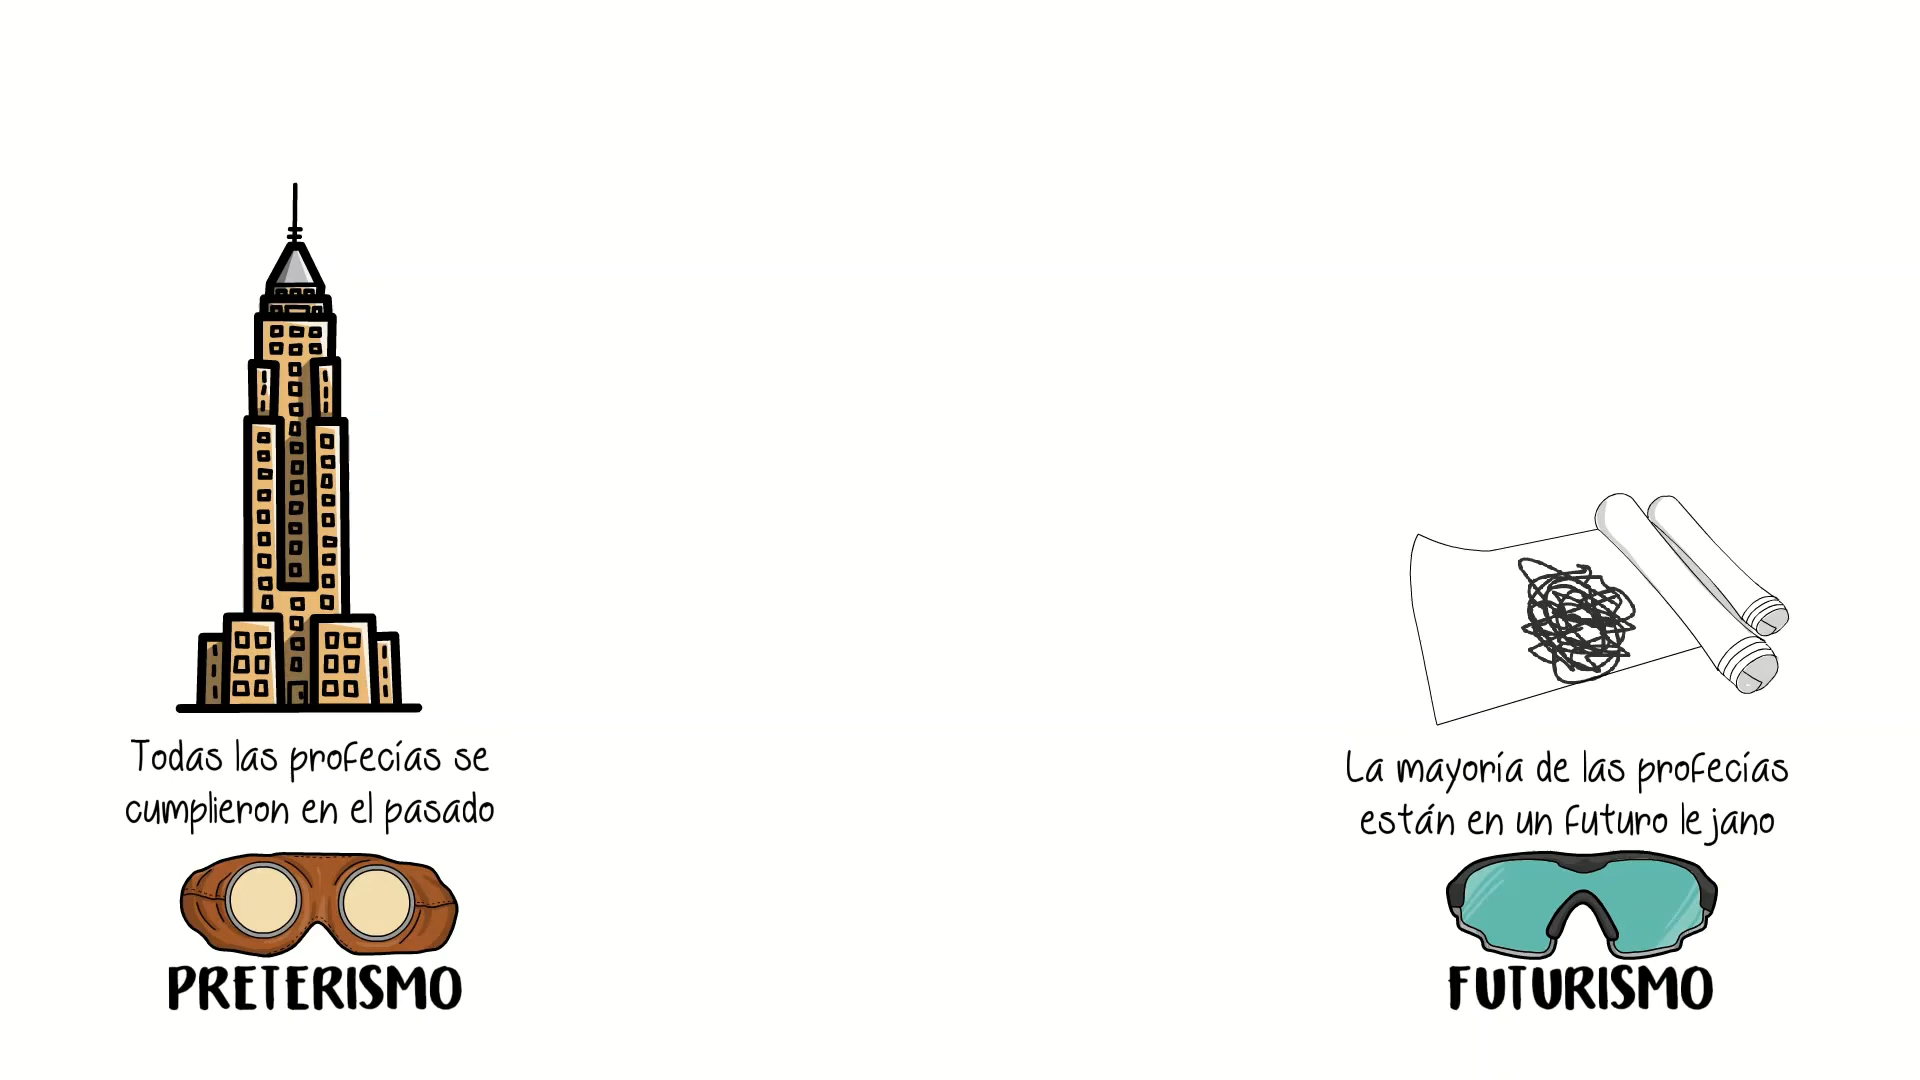 Todas las profecías se
cumplieron en el pasado
PRETERISMO
La mayoría de las profecías
están en un futuro lejano
FUTURISMO